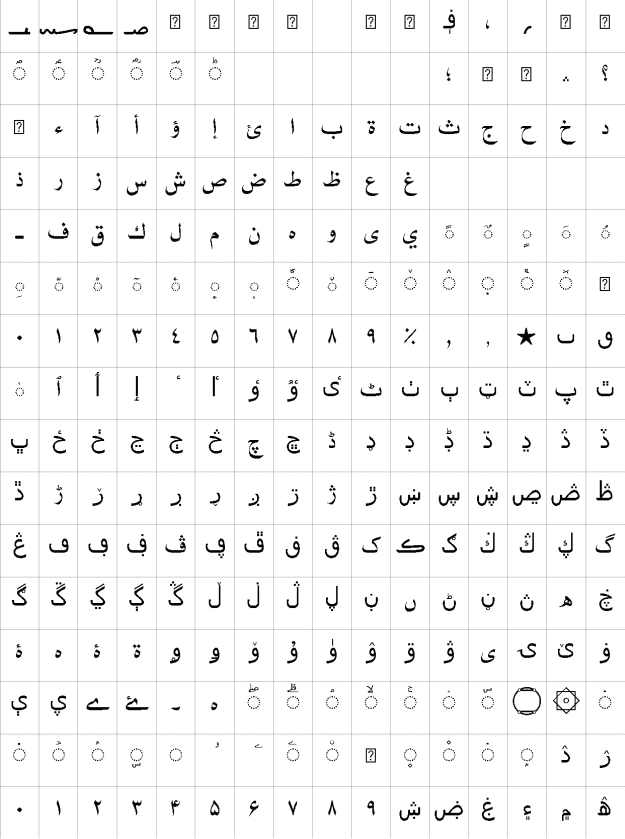 ؀ ؁ ؂ ؃ ؋ ، ؍
ؐ ؑ ؒ ؓ ؔ ؕ ؛ ؞ ؟
ء آ أ ؤ إ ئ ا ب ة ت ث ج ح خ د
ذ ر ز س ش ص ض ط ظ ع غ
ـ ف ق ك ل م ن ه و ى ي ً ٌ ٍ َ ُ
ِ ّ ْ ٓ ٔ ٕ ٖ ٗ ٘ ٙ ٚ ٛ ٜ ٝ ٞ
٠ ١ ٢ ٣ ٤ ٥ ٦ ٧ ٨ ٩ ٪ ٫ ٬ ٭ ٮ ٯ
ٰ ٱ ٲ ٳ ٴ ٵ ٶ ٷ ٸ ٹ ٺ ٻ ټ ٽ پ ٿ
ڀ ځ ڂ ڃ ڄ څ چ ڇ ڈ ډ ڊ ڋ ڌ ڍ ڎ ڏ
ڐ ڑ ڒ ړ ڔ ڕ ږ ڗ ژ ڙ ښ ڛ ڜ ڝ ڞ ڟ
ڠ ڡ ڢ ڣ ڤ ڥ ڦ ڧ ڨ ک ڪ ګ ڬ ڭ ڮ گ
ڰ ڱ ڲ ڳ ڴ ڵ ڶ ڷ ڸ ڹ ں ڻ ڼ ڽ ھ ڿ
ۀ ہ ۂ ۃ ۄ ۅ ۆ ۇ ۈ ۉ ۊ ۋ ی ۍ ێ ۏ
ې ۑ ے ۓ ۔ ە ۖ ۗ ۘ ۙ ۚ ۛ ۜ ۝ ۞ ۟
۠ ۡ ۢ ۣ ۤ ۥ ۦ ۧ ۨ ۪ ۫ ۬ ۭ ۮ ۯ
۰ ۱ ۲ ۳ ۴ ۵ ۶ ۷ ۸ ۹ ۺ ۻ ۼ ۽ ۾ ۿ